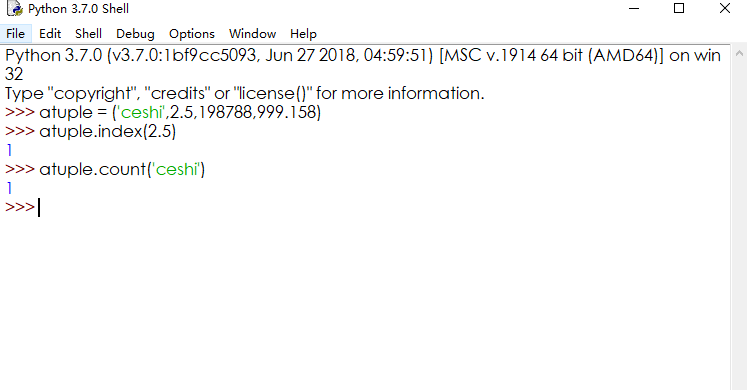 Python 3.7.0 Shell
File Edit Shell Debug Options Window Help
Python 3.7.0 (v3.7.0:1bf9cc5093, Jun 27 2018, 04:59:51) [MSC v.1914 64 bit (AMD64)] on win
32
Type "copyright", "credits" or "license()" for more information.
>>> atuple = ('ceshi',2.5,198788,999.158)
>>> atuple.index(2.5)
1
>>> atuple.count('ceshi')
1
>>>